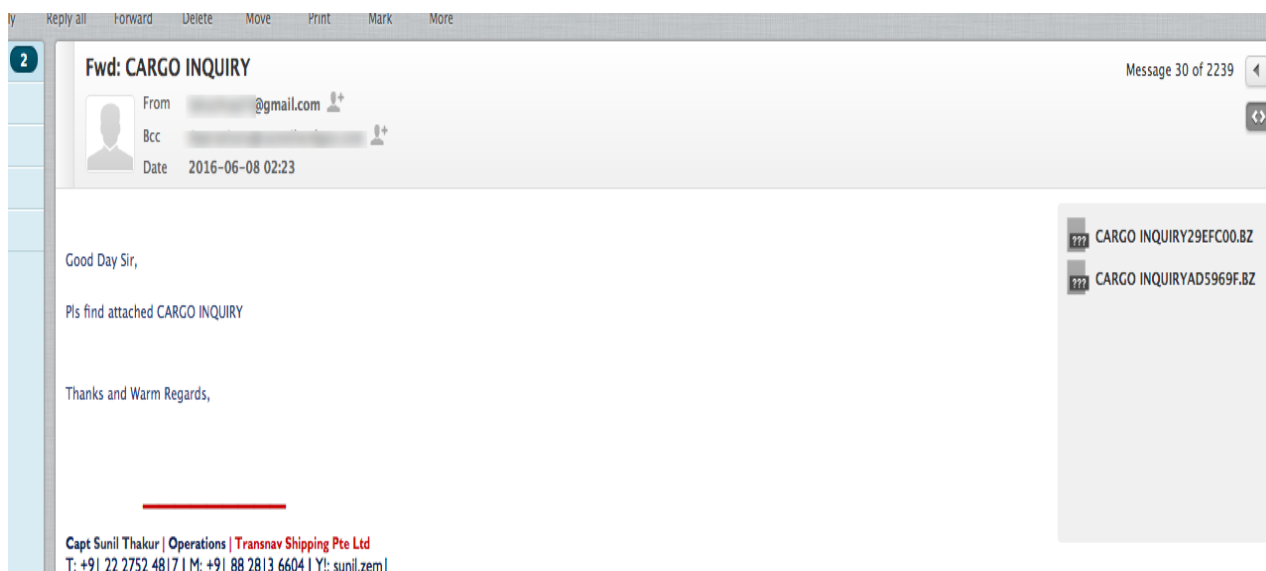 y Reply all Forward Delete Move Print Mark More
2
Fwd: CARGO INQUIRY
Message 30 of 2239
From @gmail.com
Bcc
Date 2016-06-08 02:23
??? CARGO INQUIRY29EFC00.BZ
??? CARGO INQUIRYAD5969F.BZ
Good Day Sir,
Pls find attached CARGO INQUIRY
Thanks and Warm Regards,
Capt Sunil Thakur | Operations | Transnav Shipping Pte Ltd
T: +91 22 2752 4817 | M: +91 88 2813 6604 | Y!: sunil.zem1